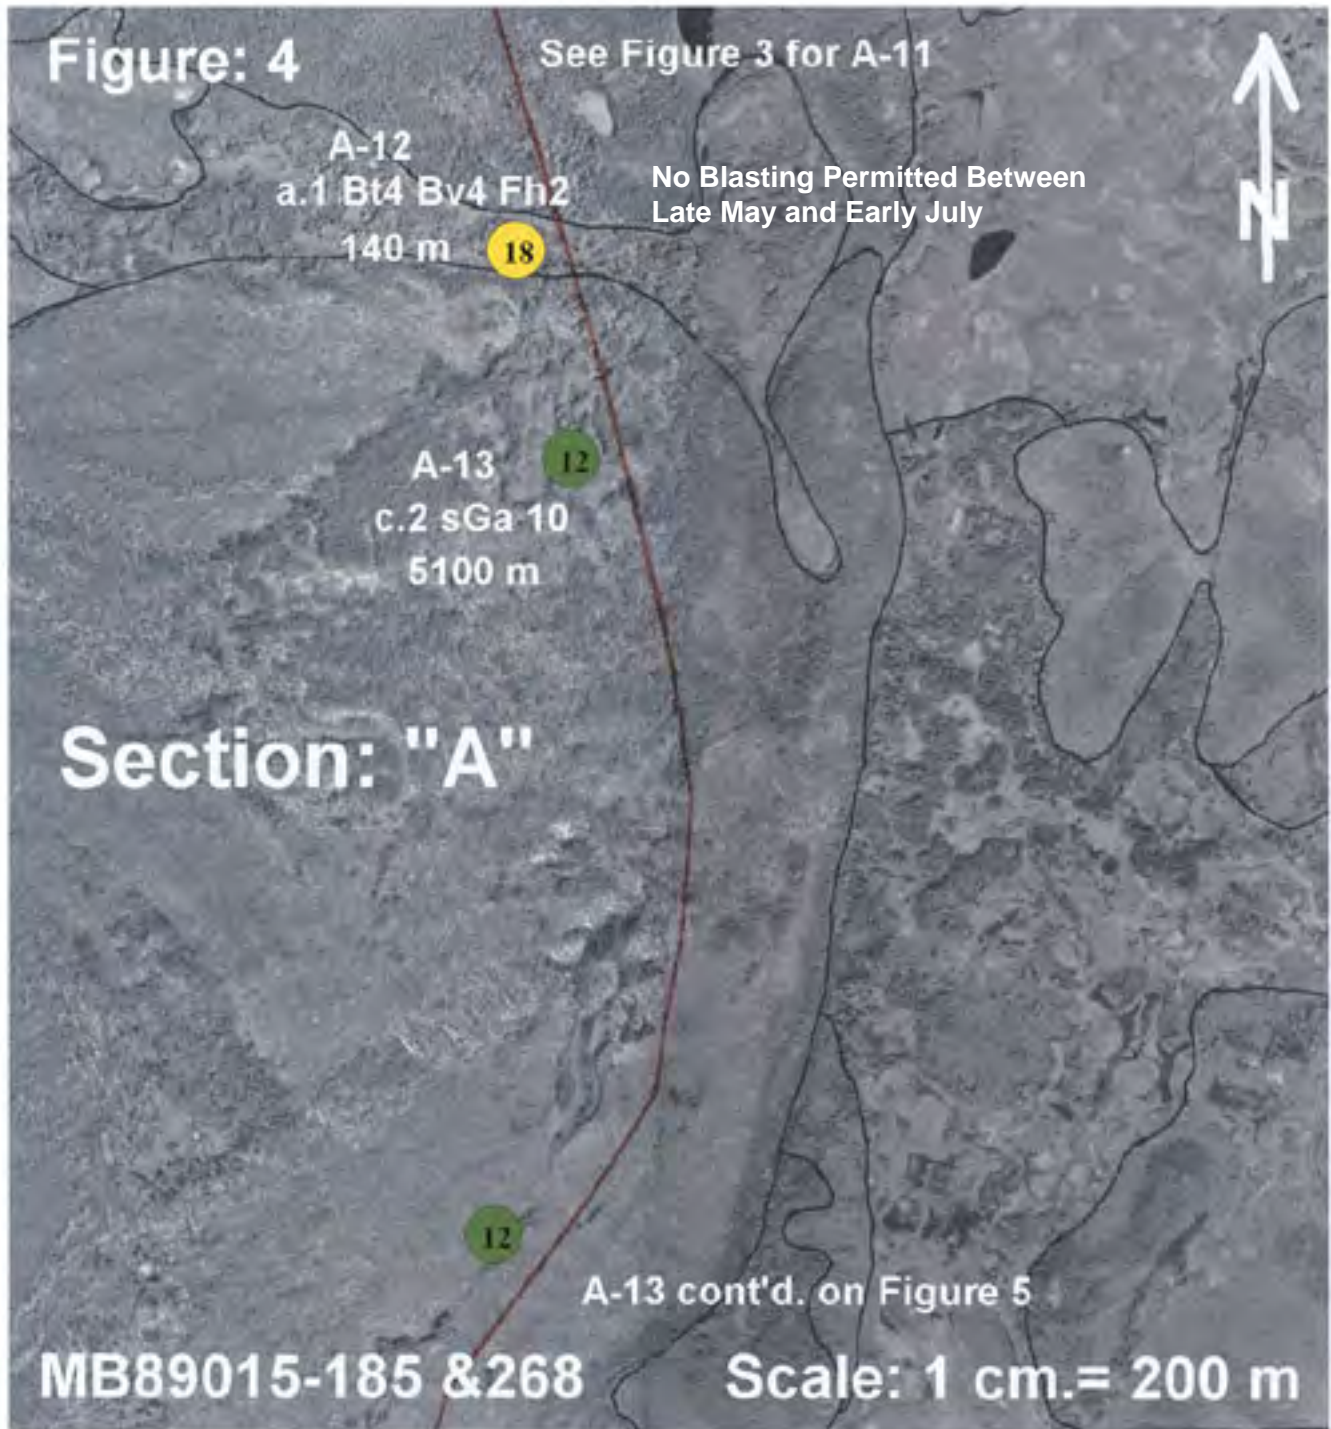 Figure: 4
See Figure 3 for A-11
A-12
a.1 Bt4 Bv4 Fh2
140 m
18
No Blasting Permitted Between
Late May and Early July
N
A-13
c.2 sGa 10
5100 m
12
Section: "A"
12
A-13 cont'd. on Figure 5
MB89015-185 &268
Scale: 1 cm.= 200 m